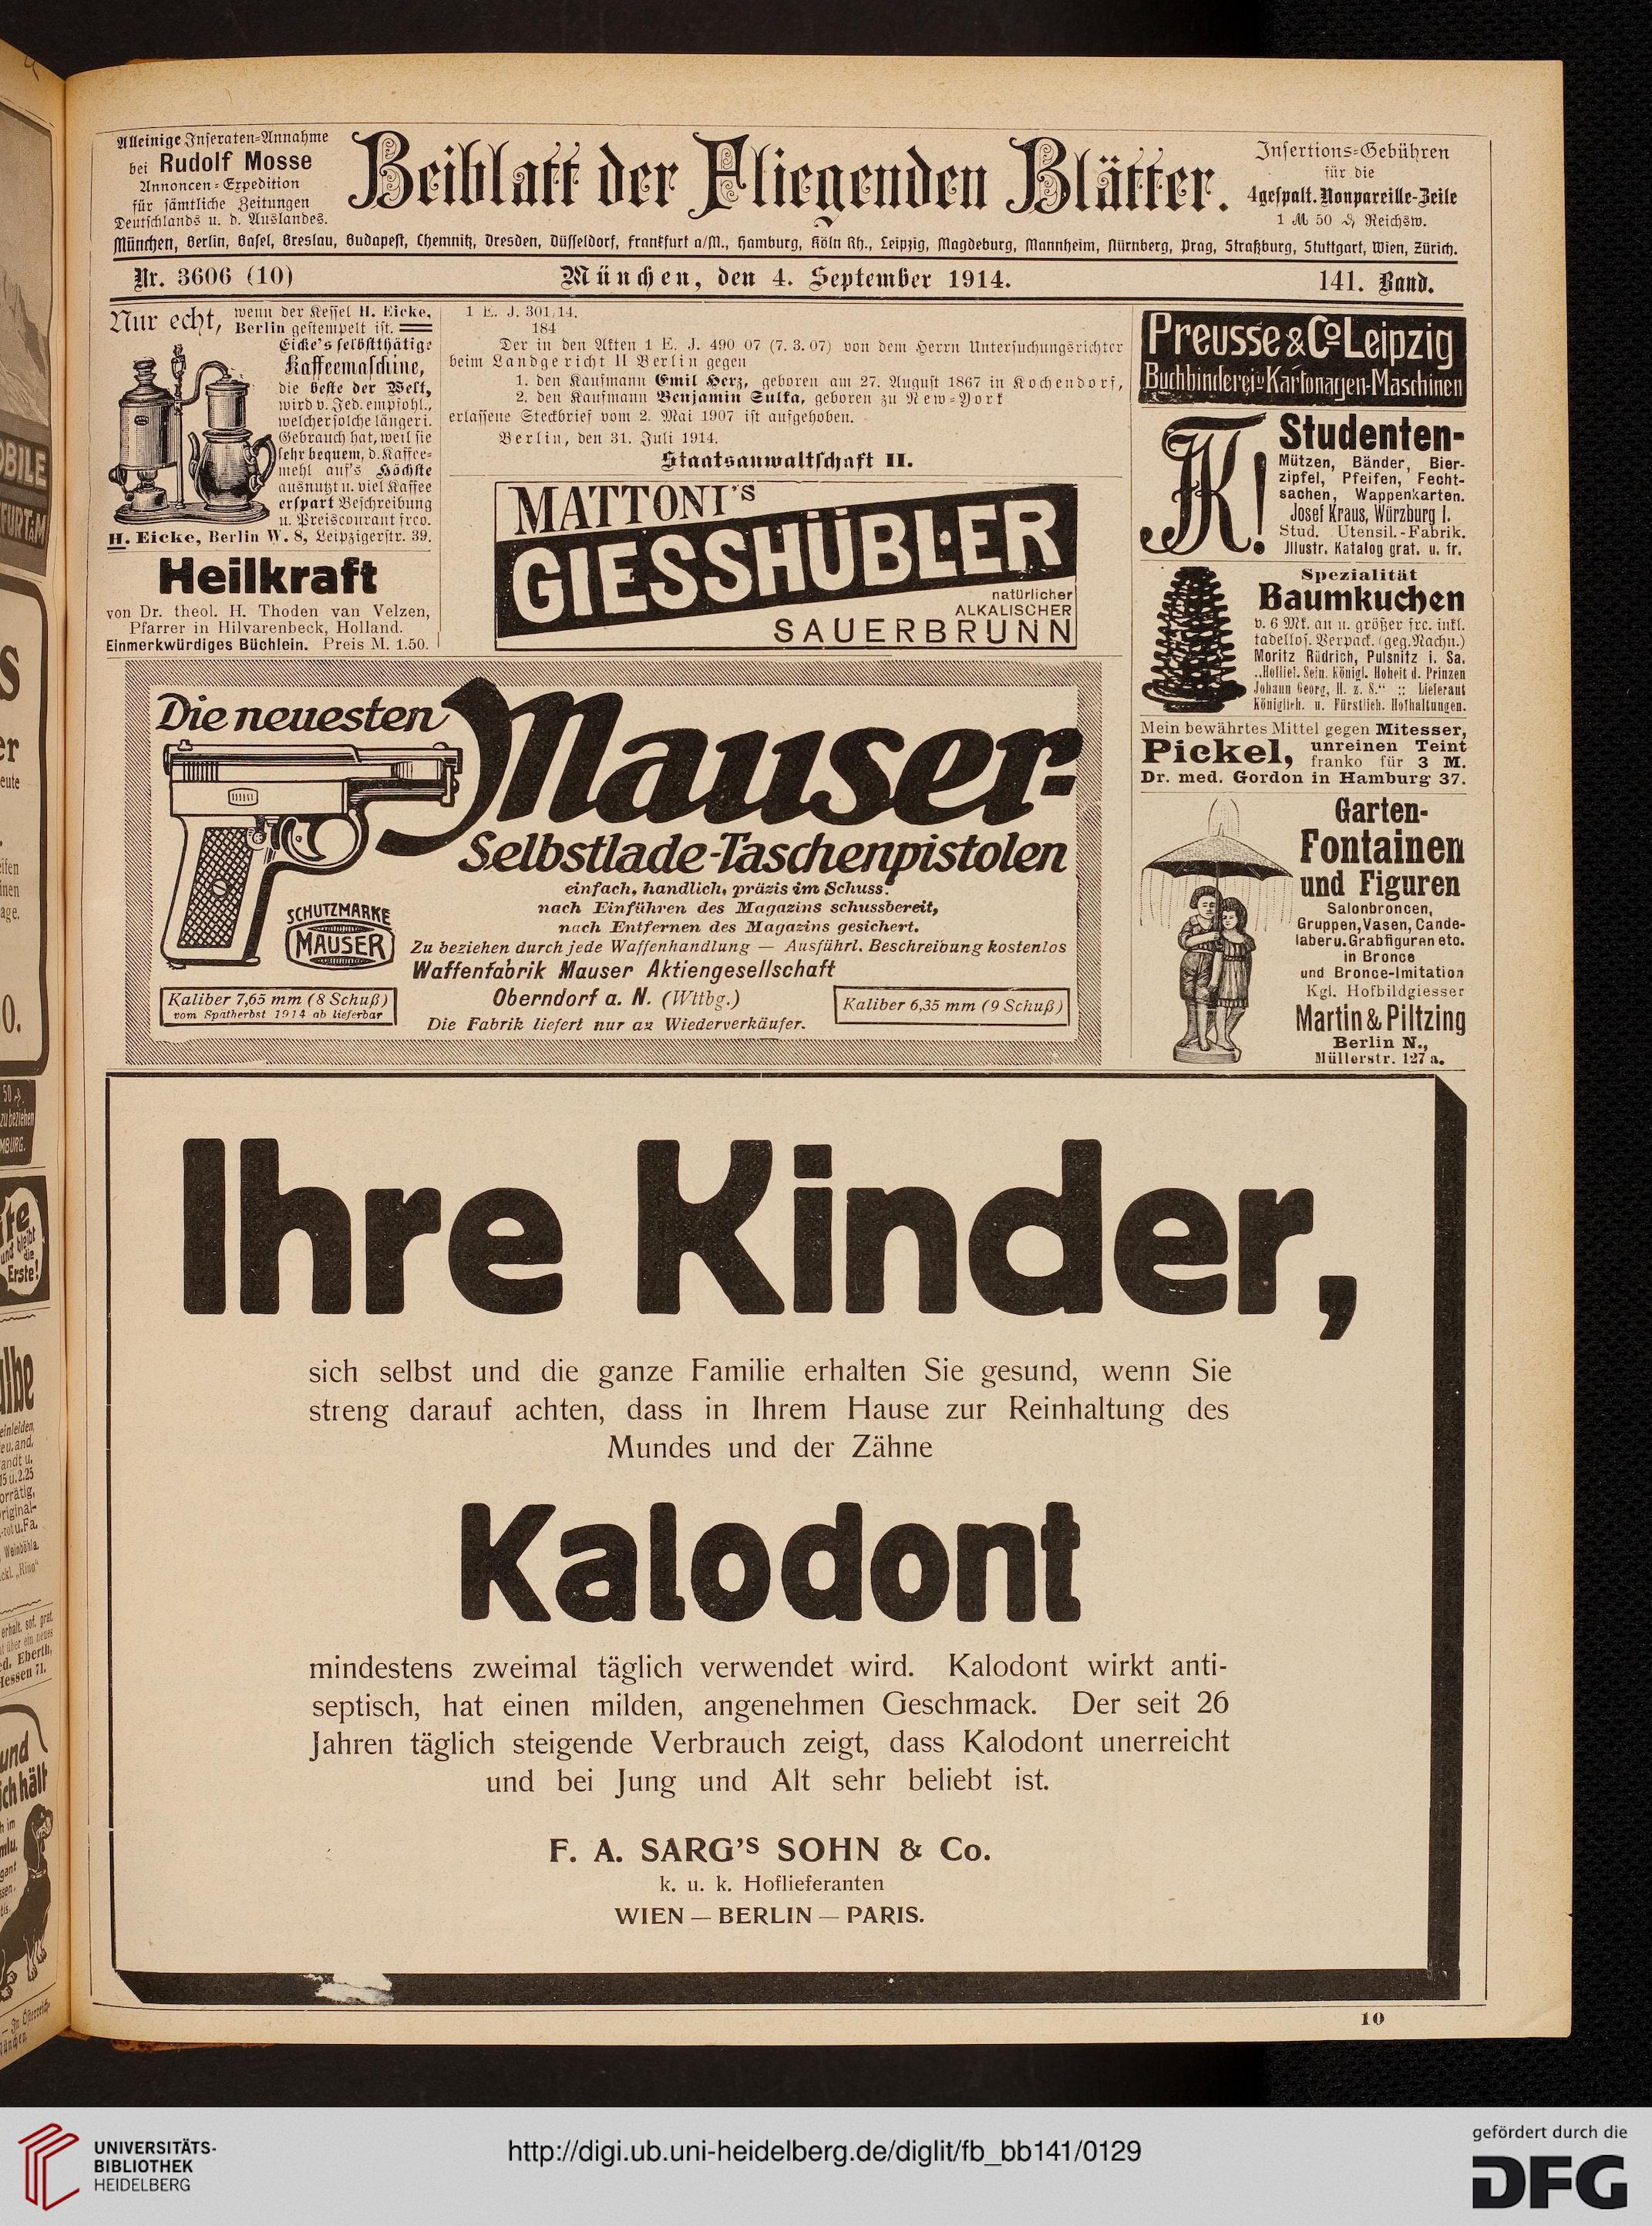 Alleinige Inseraten-Annahme
bei Rudolf Mosse
Annoncen-Expedition
für sämtliche Zeitungen
Deutschlands u. d. Auslandes.
Beiblatt der Fliegenden Blätter.
Insertions-Gebühren
für die
4gespalt. Nonpareille-Zeile
1 M 50 ₰ Reichsw.
München, Berlin, Basel, Breslau, Budapest, Chemnitz, Dresden, Düsseldorf, Frankfurt a/M., Hamburg, Köln Rh., Leipzig, Magdeburg, Mannheim, Nürnberg, Prag, Straßburg, Stuttgart, Wien, Zürich.
Nr. 3606 (10)
München, den 4. September 1914.
141. Band.
Nur echt, wenn der Kessel H. Eicke,
Berlin gestempelt ist.
Eicke's selbstthätige
Kaffeemaschine,
die beste der Welt,
wird v. Jed. empfohl.,
welcher solche länger i.
Gebrauch hat, weil sie
sehr bequem, d. Kaffee-
mehl auf's Höchste
ausnutzt u. viel Kaffee
erspart Beschreibung
u. Preiscourant frco.
H. Eicke, Berlin W. 8, Leipzigerstr. 39.
Heilkraft
von Dr. theol. H. Thoden van Velzen,
Pfarrer in Hilvarenbeck, Holland.
Ein merkwürdiges Büchlein. Preis M. 1.50.
1 E. J. 301.14.
184
Der in den Akten 1 E. J. 490 07 (7. 3. 07) von dem Herrn Untersuchungsrichter
beim Landgericht II Berlin gegen
1. den Kaufmann Emil Herz, geboren am 27. August 1867 in Kochendorf,
2. den Kaufmann Benjamin Sulka, geboren zu New-York
erlassene Steckbrief vom 2. Mai 1907 ist aufgehoben.
Berlin, den 31. Juli 1914.
Staatsanwaltschaft II.
MATTONI's
GIESSHÜBLER
natürlicher
ALKALISCHER
SAUERBRUNN
Preusse & Co Leipzig
Buchbinderei u Kartonagen-Maschinen
JK!
Studenten-
Mützen, Bänder, Bier-
zipfel, Pfeifen, Fecht-
sachen, Wappenkarten.
Josef Kraus, Würzburg I.
Stud. Utensil.-Fabrik.
Jllustr. Katalog grat. u. fr.
Spezialität
Baumkuchen
v. 6 Mk. an u. größer frc. inkl.
tadellos. Verpack. (geg. Nachn.)
Moritz Rüdrich, Pulsnitz i. Sa.
„Hoflief. Sein. Königl. Hoheit d. Prinzen
Johann Georg, H. z. S.“ :: Lieferant
Königlich. u. Fürstlich. Hofhaltungen.
Mein bewährtes Mittel gegen Mitesser,
Pickel, unreinen Teint
franko für 3 M.
Dr. med. Gordon in Hamburg 37.
Garten-
Fontainen
und Figuren
Salonbroncen,
Gruppen, Vasen, Cande-
laber u. Grabfiguren etc.
in Bronce
und Bronce-Imitation
Kgl. Hofbildgiesser
Martin & Piltzing
Berlin N.,
Müllerstr. 127 a.
Die neuesten
Mauser-
Selbstlade-Taschenpistolen
einfach, handlich, präzis im Schuss.
nach Einführen des Magazins schussbereit,
nach Entfernen des Magazins gesichert.
SCHUTZMARKE
MAUSER
Zu beziehen durch jede Waffenhandlung — Ausführl. Beschreibung kostenlos
Waffenfabrik Mauser Aktiengesellschaft
Oberndorf a. N. (Wttbg.)
Kaliber 7,65 mm (8 Schuß)
vom Spätherbst 1914 ab lieferbar
Kaliber 6,35 mm (9 Schuß)
Die Fabrik liefert nur an Wiederverkäufer.
Ihre Kinder,
sich selbst und die ganze Familie erhalten Sie gesund, wenn Sie
streng darauf achten, dass in Ihrem Hause zur Reinhaltung des
Mundes und der Zähne
Kalodont
mindestens zweimal täglich verwendet wird. Kalodont wirkt anti-
septisch, hat einen milden, angenehmen Geschmack. Der seit 26
Jahren täglich steigende Verbrauch zeigt, dass Kalodont unerreicht
und bei Jung und Alt sehr beliebt ist.
F. A. SARG's SOHN & Co.
k. u. k. Hoflieferanten
WIEN — BERLIN — PARIS.
10
UNIVERSITÄTS-
BIBLIOTHEK
HEIDELBERG
http://digi.ub.uni-heidelberg.de/diglit/fb_bb141/0129
gefördert durch die
DFG